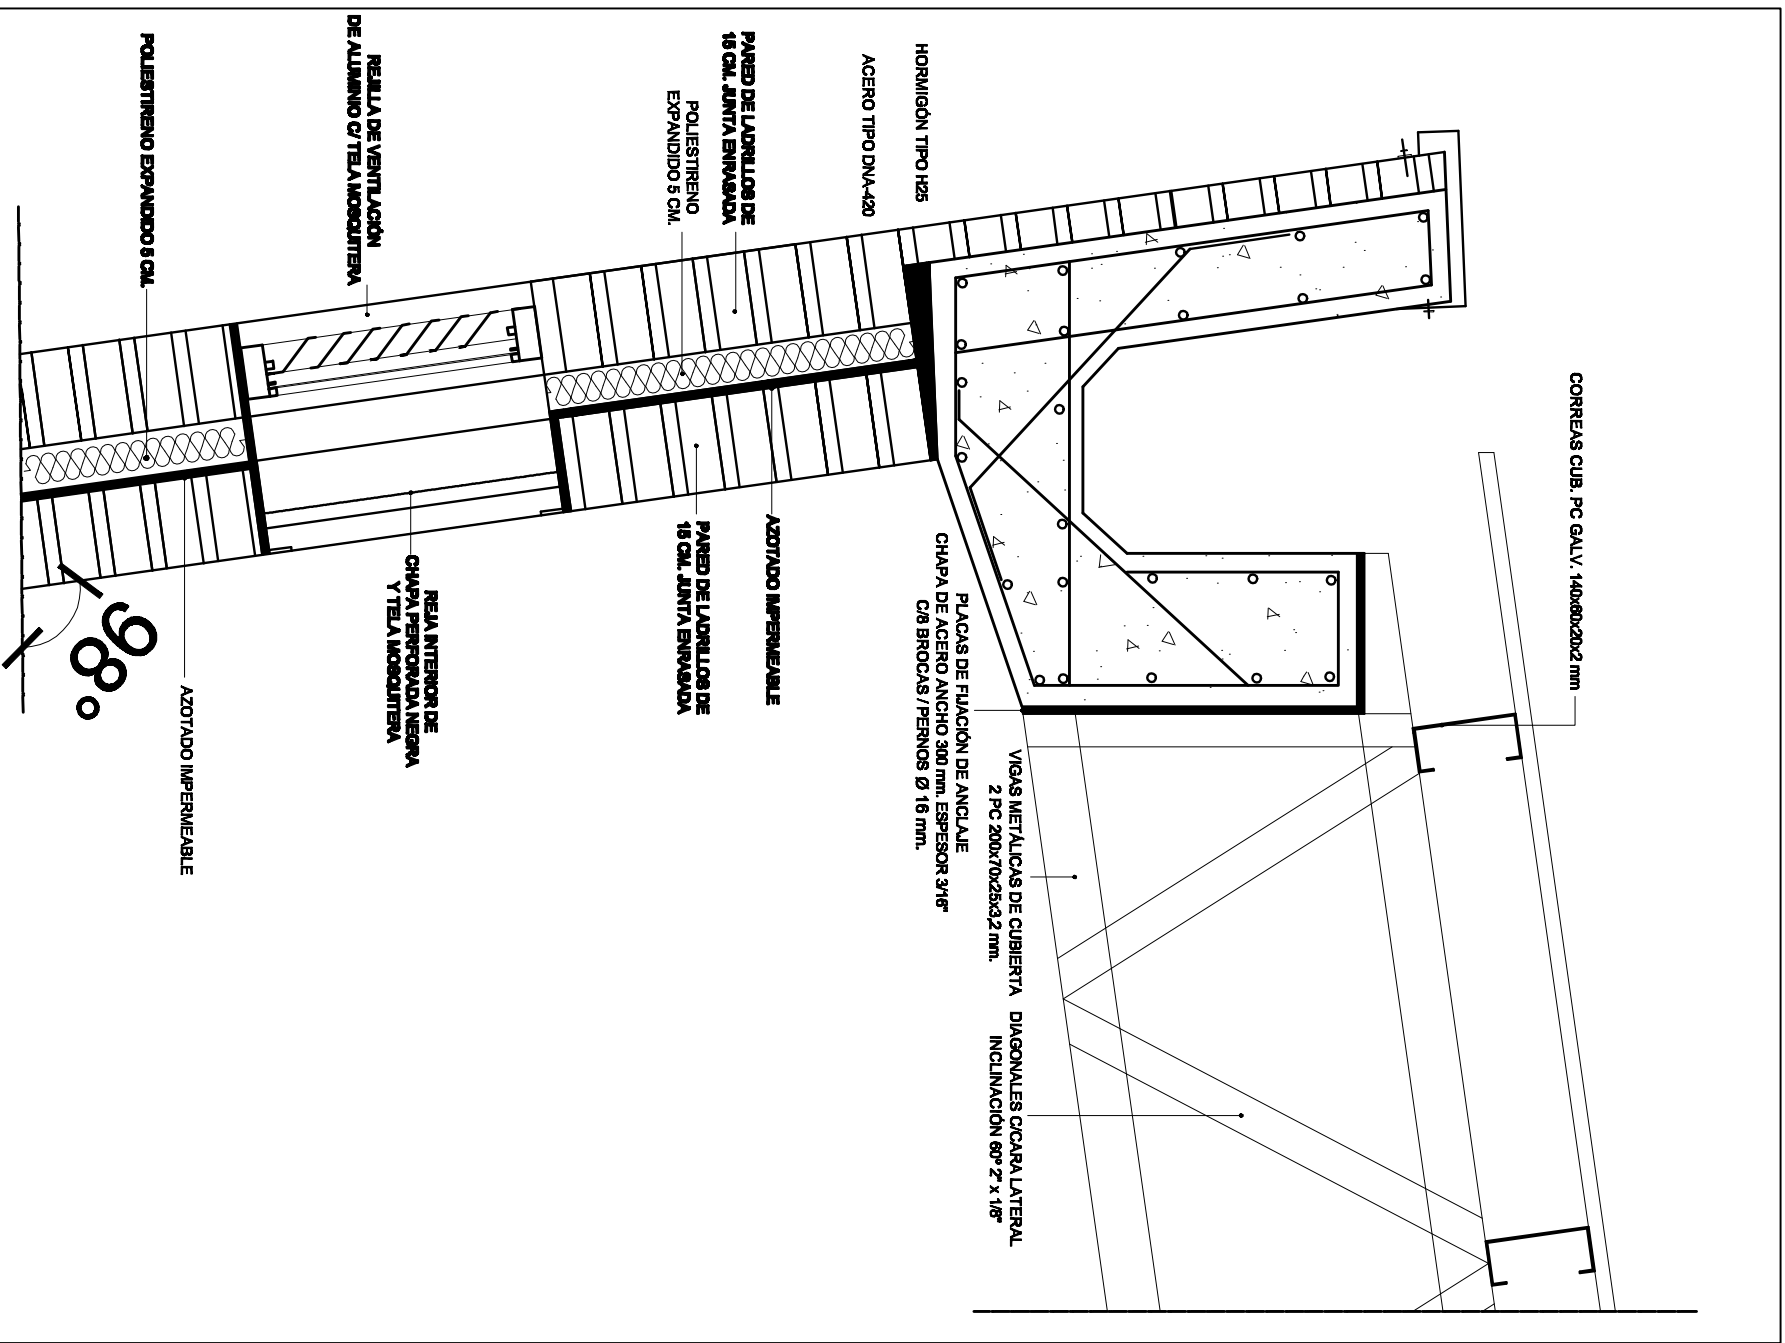 CORREAS CUB. PC GALV. 140x60x20x2 mm
HORMIGÓN TIPO H25
ACERO TIPO DNA-420
VIGAS METÁLICAS DE CUBIERTA
2 PC 200x70x25x3,2 mm.
DIAGONALES C/CARA LATERAL
INCLINACIÓN 60º 2" x 1/8"
PLACAS DE FIJACIÓN DE ANCLAJE
CHAPA DE ACERO ANCHO 300 mm. ESPESOR 3/16"
C/8 BROCAS / PERNOS Ø 16 mm.
PARED DE LADRILLOS DE
15 CM. JUNTA ENRASADA
POLIESTIRENO
EXPANDIDO 5 CM.
AZOTADO IMPERMEABLE
PARED DE LADRILLOS DE
15 CM. JUNTA ENRASADA
REJILLA DE VENTILACIÓN
DE ALUMINIO C/ TELA MOSQUITERA
REJA INTERIOR DE
CHAPA PERFORADA NEGRA
Y TELA MOSQUITERA
POLIESTIRENO EXPANDIDO 5 CM.
AZOTADO IMPERMEABLE
98°